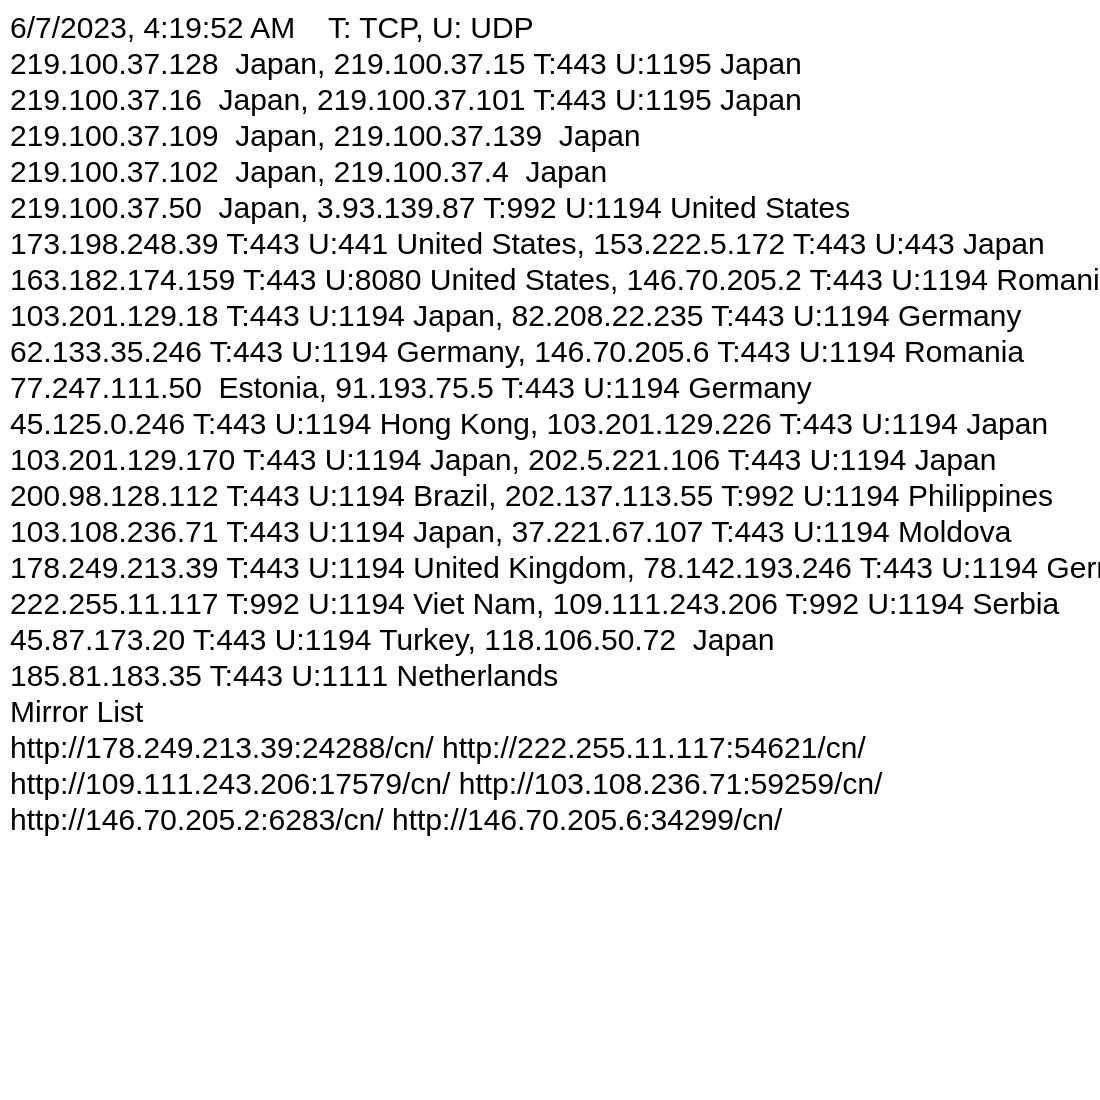 6/7/2023, 4:19:52 AM    T: TCP, U: UDP
219.100.37.128  Japan, 219.100.37.15 T:443 U:1195 Japan
219.100.37.16  Japan, 219.100.37.101 T:443 U:1195 Japan
219.100.37.109  Japan, 219.100.37.139  Japan
219.100.37.102  Japan, 219.100.37.4  Japan
219.100.37.50  Japan, 3.93.139.87 T:992 U:1194 United States
173.198.248.39 T:443 U:441 United States, 153.222.5.172 T:443 U:443 Japan
163.182.174.159 T:443 U:8080 United States, 146.70.205.2 T:443 U:1194 Romani
103.201.129.18 T:443 U:1194 Japan, 82.208.22.235 T:443 U:1194 Germany
62.133.35.246 T:443 U:1194 Germany, 146.70.205.6 T:443 U:1194 Romania
77.247.111.50  Estonia, 91.193.75.5 T:443 U:1194 Germany
45.125.0.246 T:443 U:1194 Hong Kong, 103.201.129.226 T:443 U:1194 Japan
103.201.129.170 T:443 U:1194 Japan, 202.5.221.106 T:443 U:1194 Japan
200.98.128.112 T:443 U:1194 Brazil, 202.137.113.55 T:992 U:1194 Philippines
103.108.236.71 T:443 U:1194 Japan, 37.221.67.107 T:443 U:1194 Moldova
178.249.213.39 T:443 U:1194 United Kingdom, 78.142.193.246 T:443 U:1194 Ger
222.255.11.117 T:992 U:1194 Viet Nam, 109.111.243.206 T:992 U:1194 Serbia
45.87.173.20 T:443 U:1194 Turkey, 118.106.50.72  Japan
185.81.183.35 T:443 U:1111 Netherlands
Mirror List
http://178.249.213.39:24288/cn/ http://222.255.11.117:54621/cn/
http://109.111.243.206:17579/cn/ http://103.108.236.71:59259/cn/
http://146.70.205.2:6283/cn/ http://146.70.205.6:34299/cn/